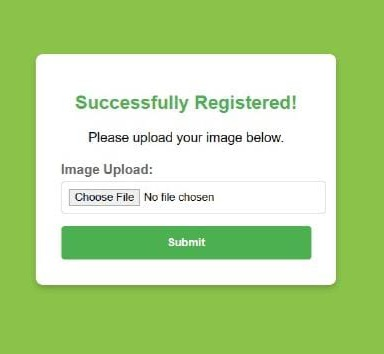 Successfully Registered!
Please upload your image below.
Image Upload:
Choose File No file chosen
Submit